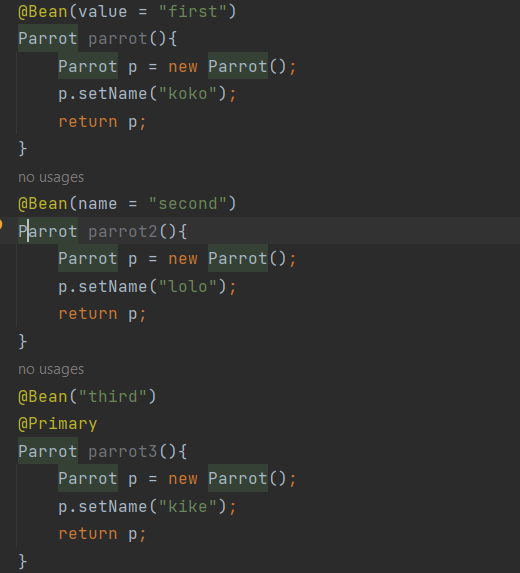 @Bean(value = "first")
Parrot parrot(){
    Parrot p = new Parrot();
    p.setName("koko");
    return p;
}
no usages
@Bean(name = "second")
Parrot parrot2(){
    Parrot p = new Parrot();
    p.setName("lolo");
    return p;
}
no usages
@Bean("third")
@Primary
Parrot parrot3(){
    Parrot p = new Parrot();
    p.setName("kike");
    return p;
}